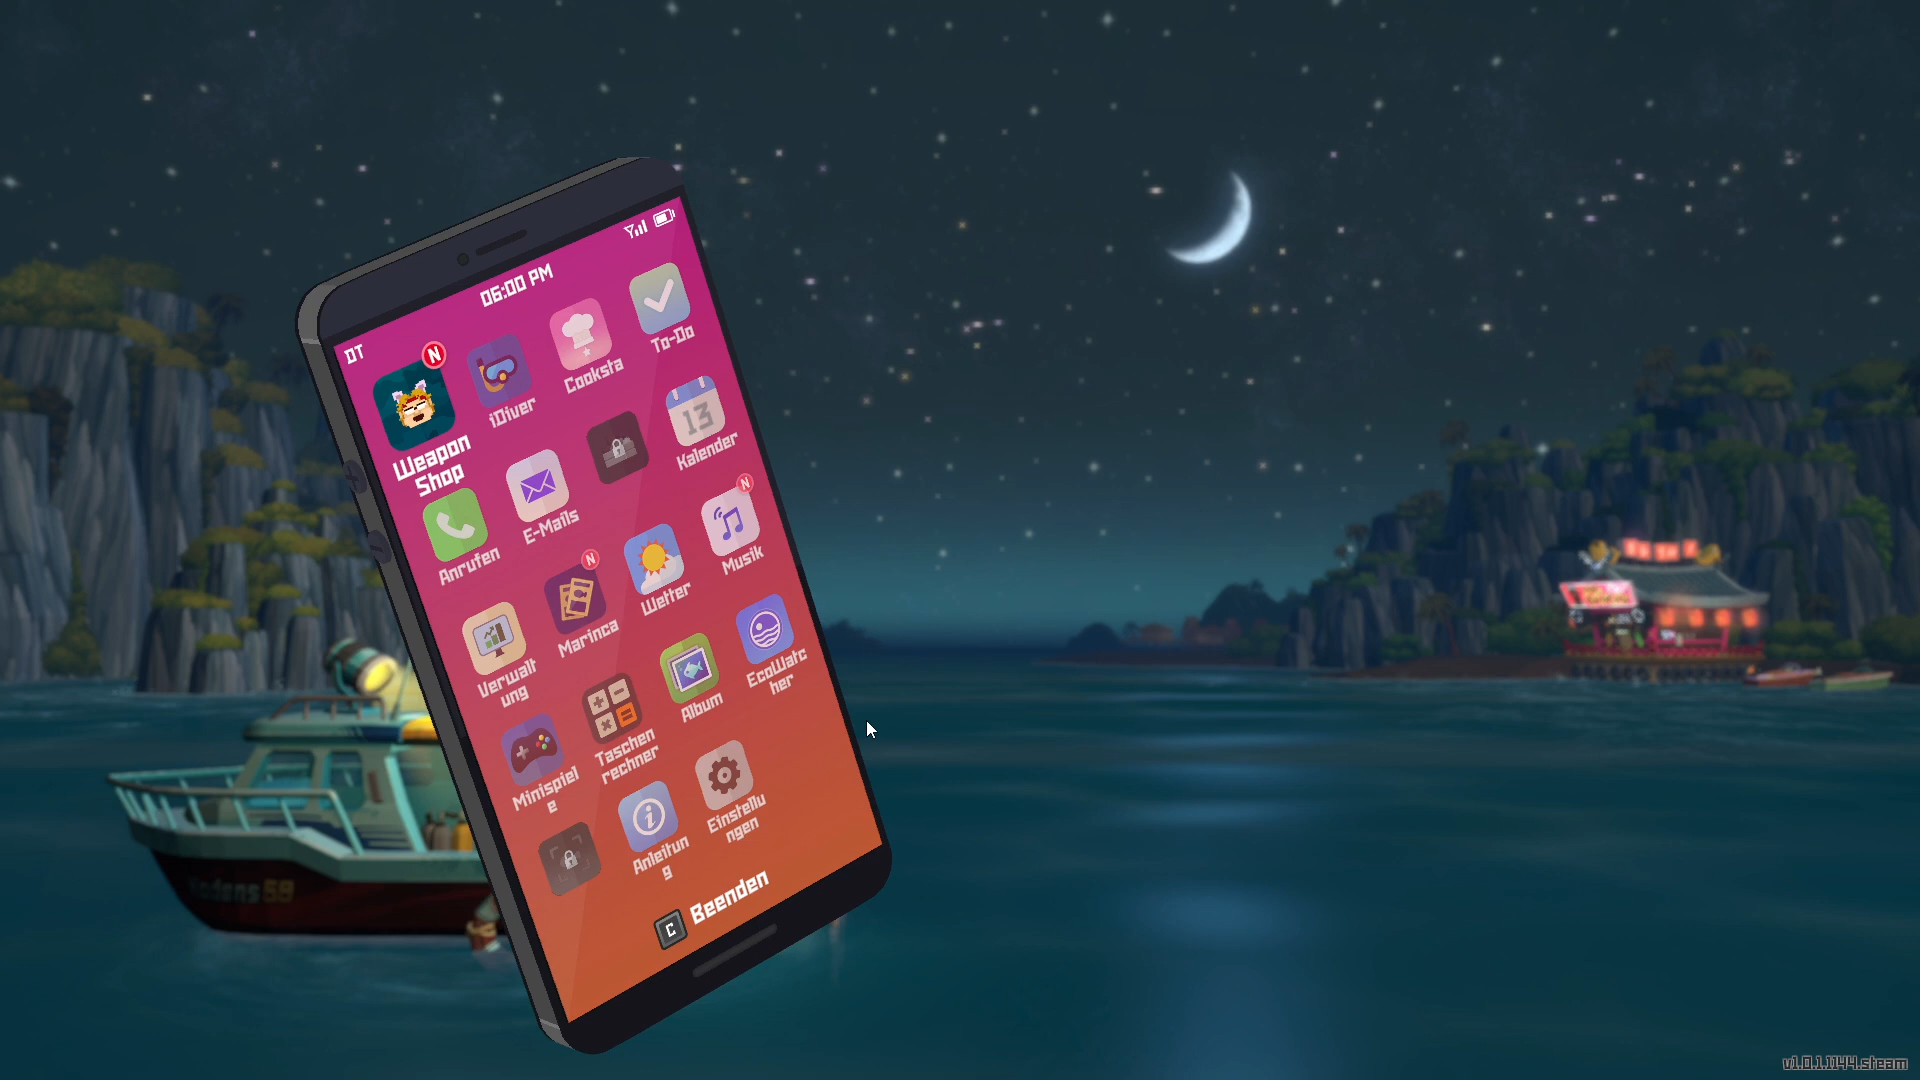 06:00 PM
DT
N
Weapon
Shop
iDiver
Cooksta
To-Do
Anrufen
E-Mails
13
Kalender
Verwalt
ung
N
Marinca
Wetter
N
Musik
Minispiel
e
Taschen
rechner
Album
EcoWatc
her
Anleitun
g
Einstellu
ngen
C Beenden
58
v1.0.1.1144.steam